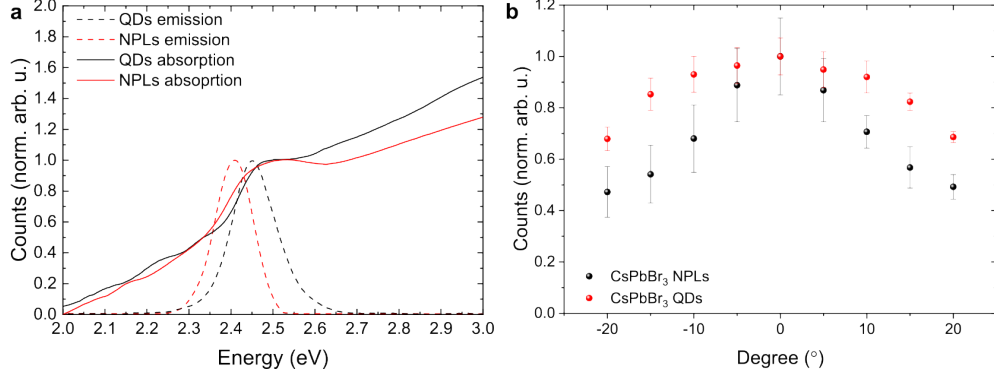 a
QDs emission
NPLs emission
QDs absorption
NPLs absoprtion
Counts (norm. arb. u.)
2.0
1.8
1.6
1.4
1.2
1.0
0.8
0.6
0.4
0.2
0.0
2.0 2.1 2.2 2.3 2.4 2.5 2.6 2.7 2.8 2.9 3.0
Energy (eV)
b
Counts (norm. arb. u.)
1.2
1.0
0.8
0.6
0.4
0.2
0.0
CsPbBr₃ NPLs
CsPbBr₃ QDs
-20 -10 0 10 20
Degree (°)